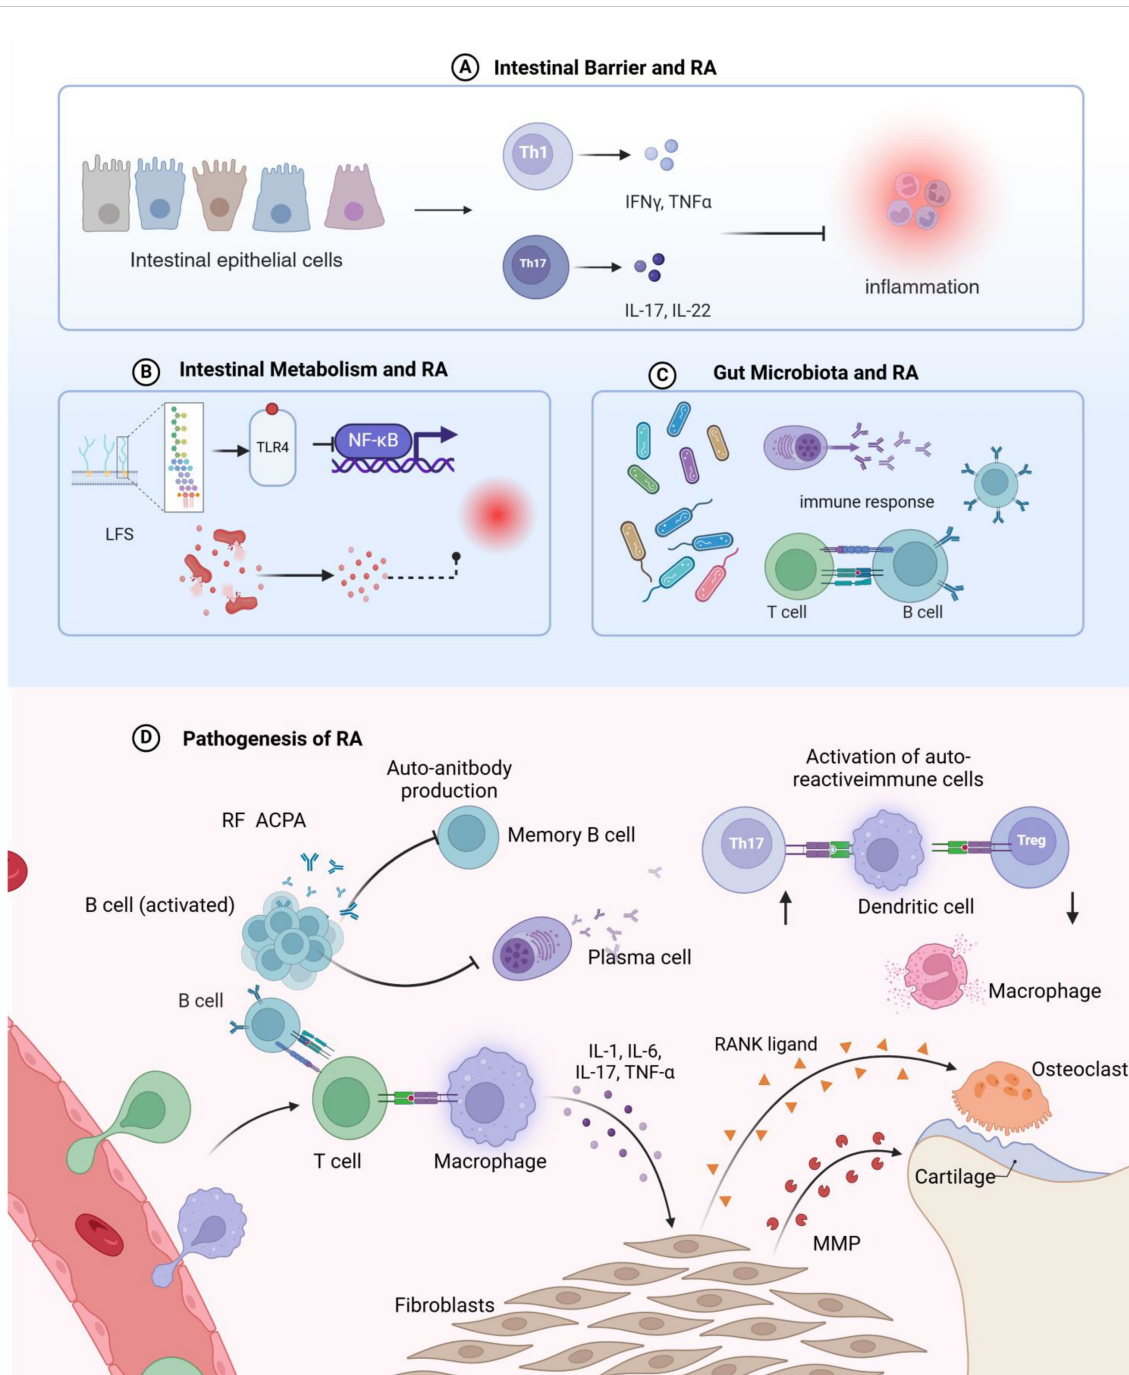 A Intestinal Barrier and RA
Th1
IFNγ, TNFα
Intestinal epithelial cells
Th17
IL-17, IL-22
inflammation
B Intestinal Metabolism and RA
TLR4
NF-κB
LFS
C Gut Microbiota and RA
immune response
T cell
B cell
D Pathogenesis of RA
Auto-anitbody
production
RF ACPA
Memory B cell
B cell (activated)
Plasma cell
Activation of auto-
reactiveimmune cells
Th17
Treg
Dendritic cell
Macrophage
B cell
T cell
Macrophage
IL-1, IL-6,
IL-17, TNF-α
RANK ligand
Osteoclast
Cartilage
MMP
Fibroblasts